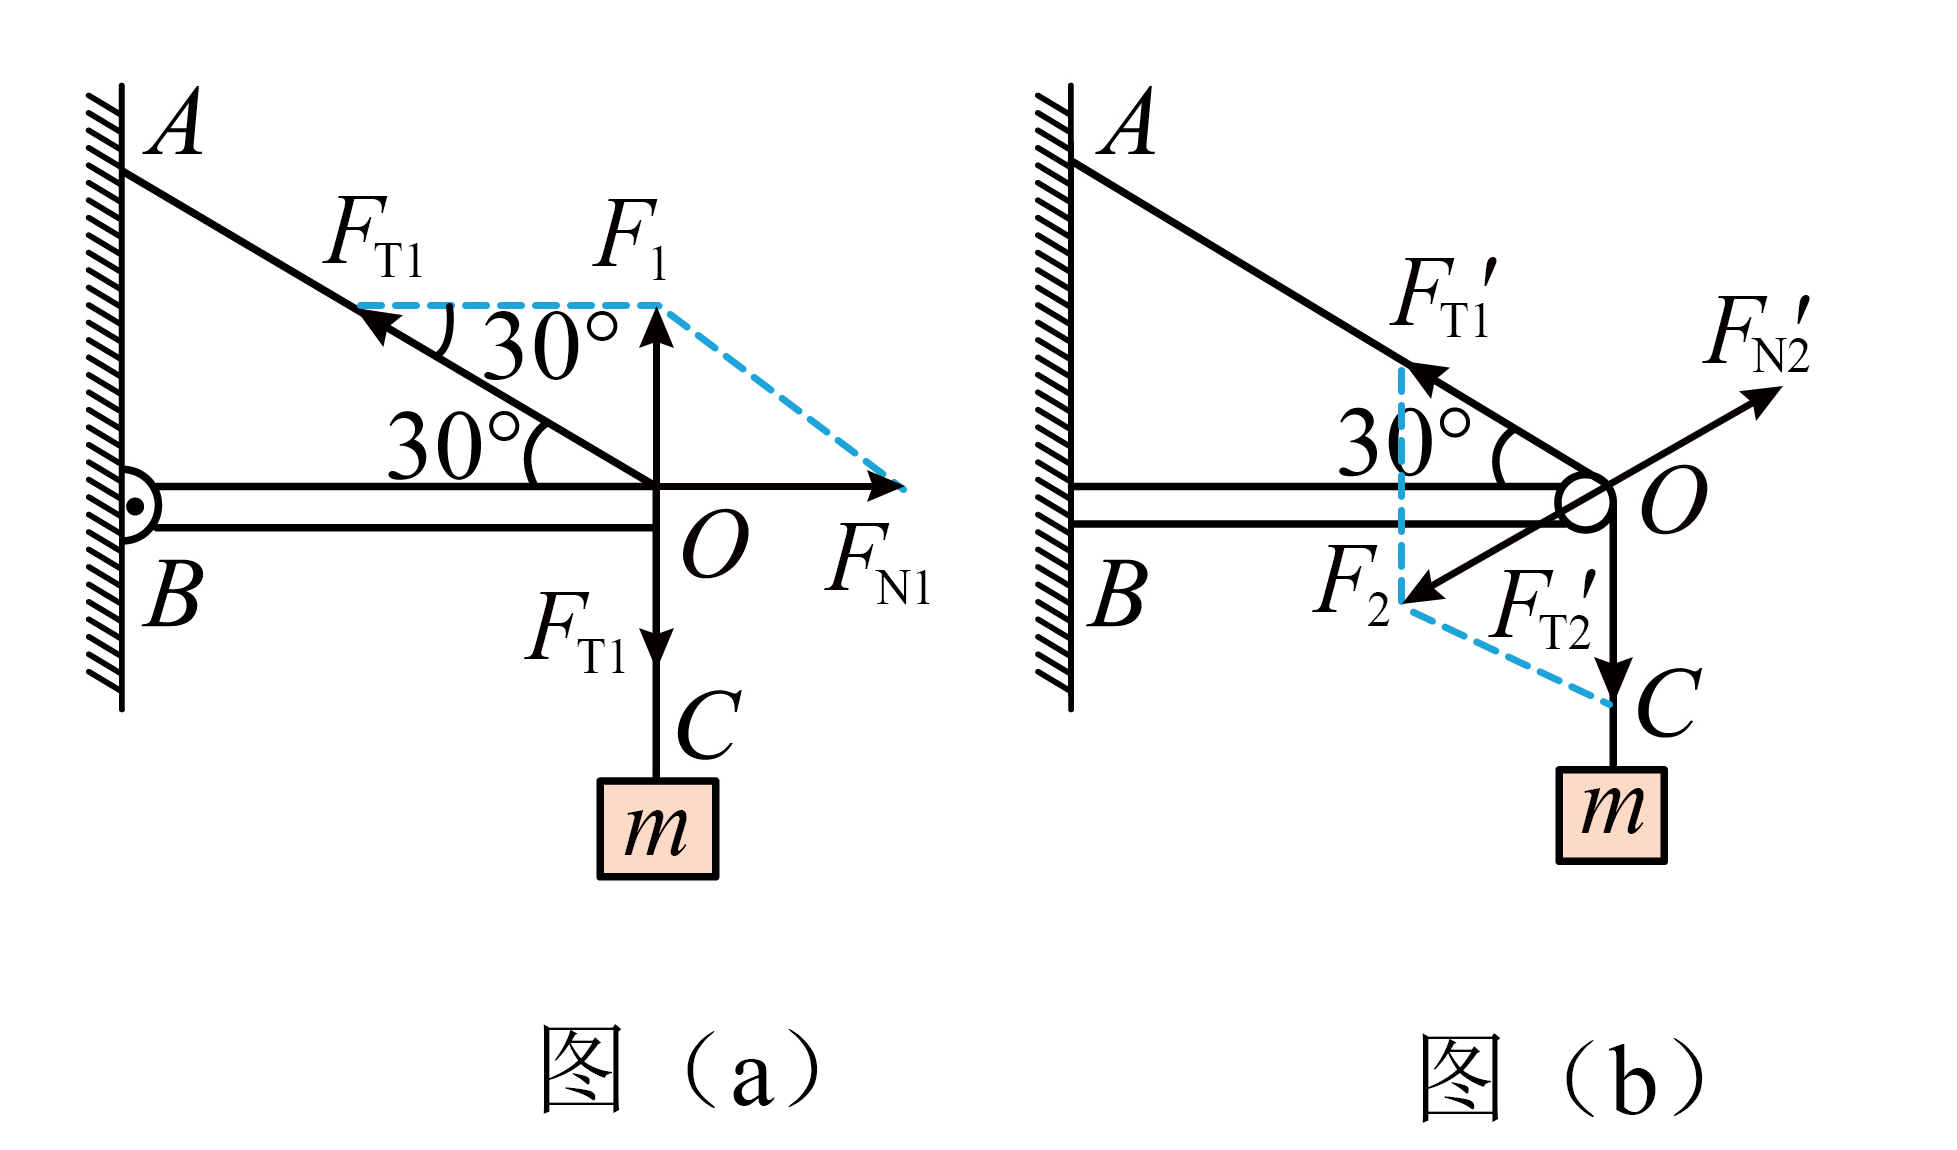 A
F_T1
F_1
30°
30°
O
F_N1
B
F_T1
C
m
图（a）
A
F_T1′
F_N2′
30°
O
B
F_2
F_T2′
C
m
图（b）